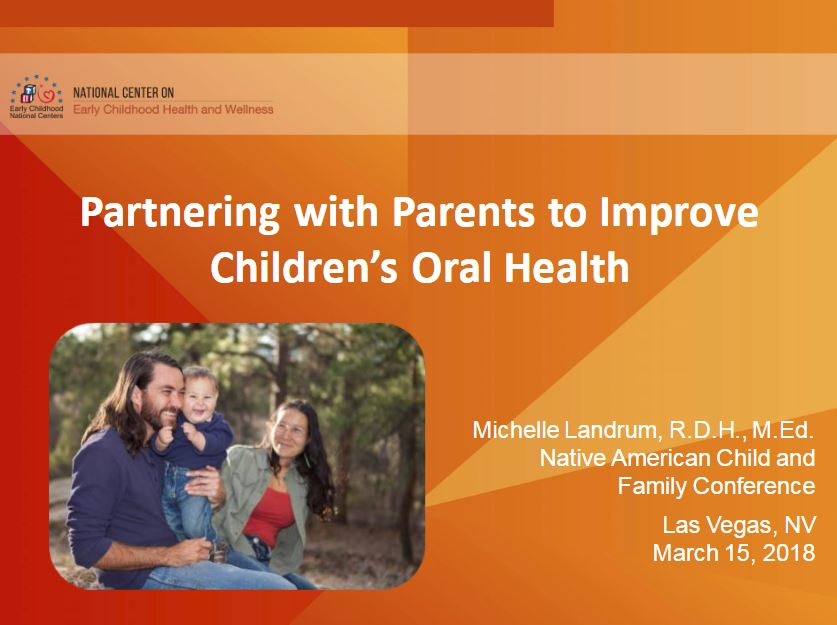 Early Childhood
National Centers
NATIONAL CENTER ON
Early Childhood Health and Wellness
Partnering with Parents to Improve
Children’s Oral Health
Michelle Landrum, R.D.H., M.Ed.
Native American Child and
Family Conference
Las Vegas, NV
March 15, 2018